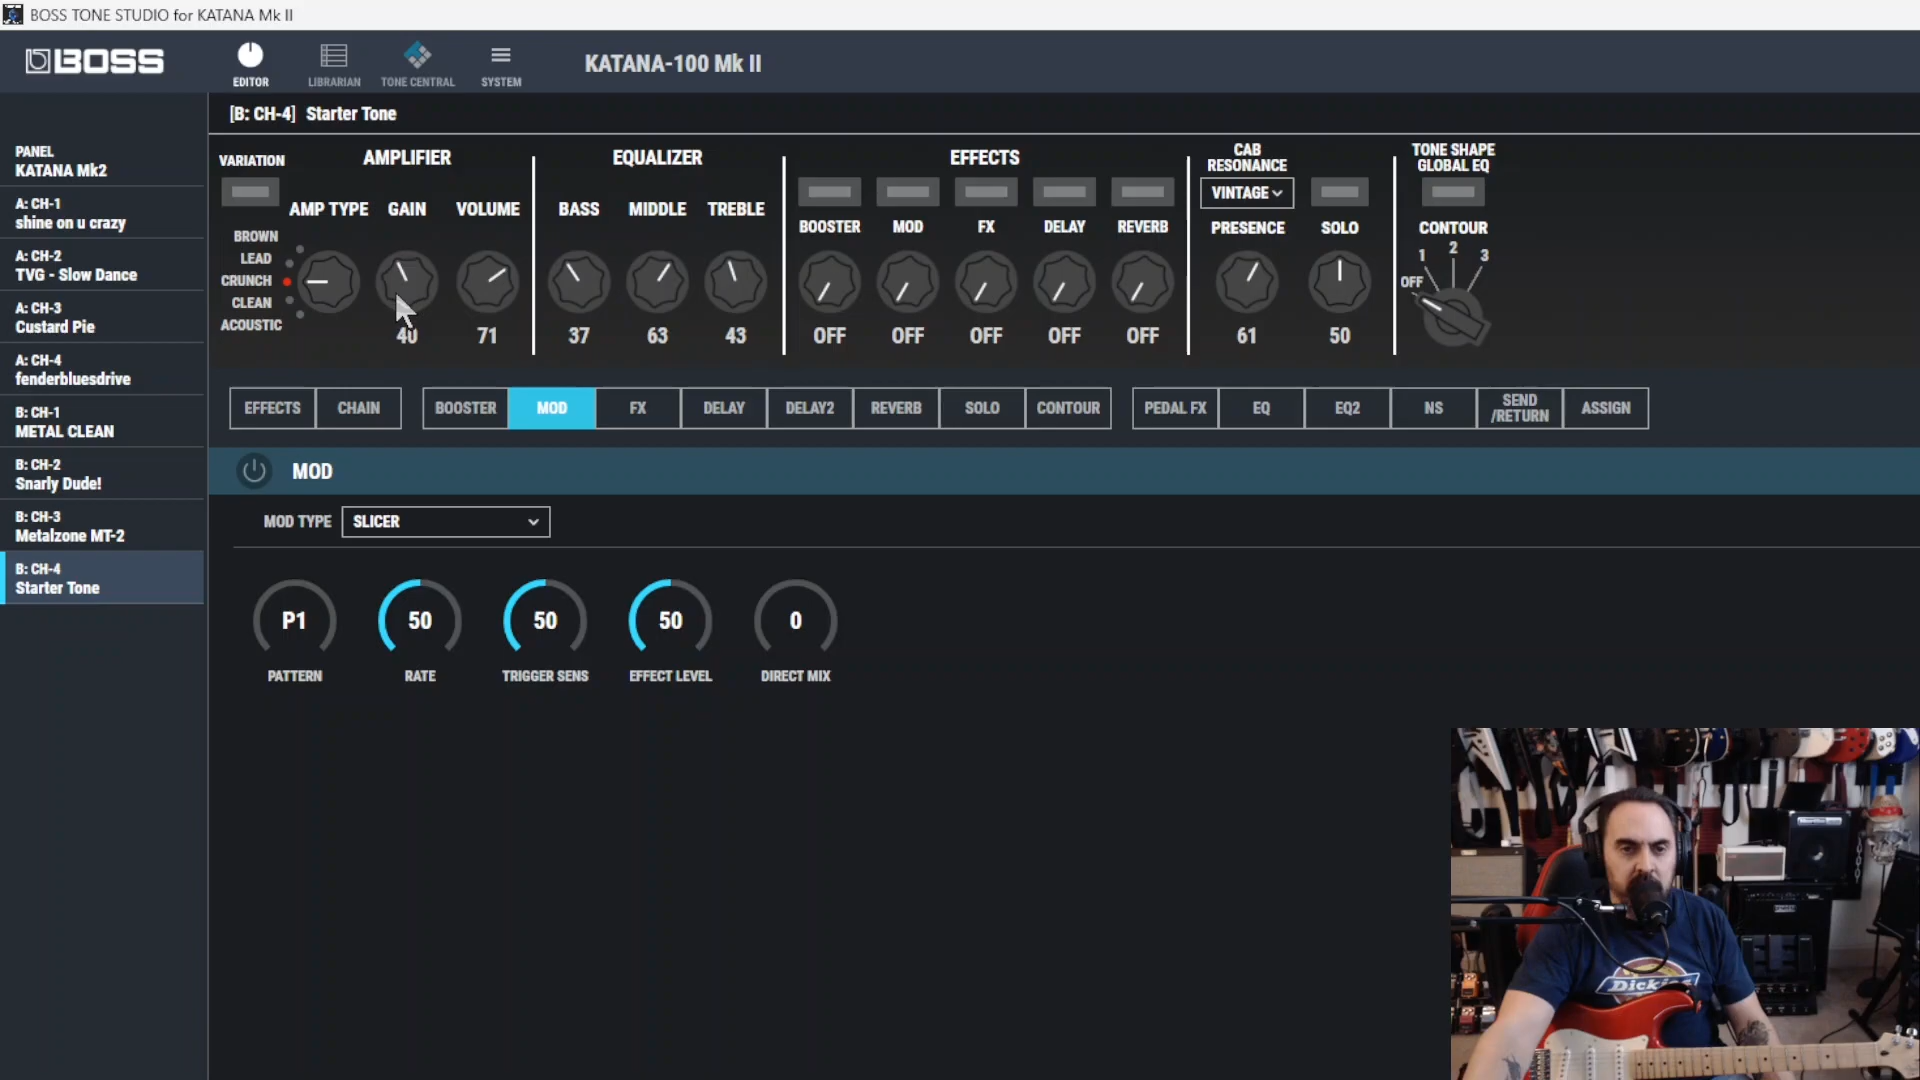 BOSS TONE STUDIO for KATANA Mk II
BOSS
EDITOR
LIBRARIAN
TONE CENTRAL
SYSTEM
KATANA-100 Mk II
[B: CH-4] Starter Tone
PANEL
KATANA Mk2
A: CH-1
shine on u crazy
A: CH-2
TVG - Slow Dance
A: CH-3
Custard Pie
A: CH-4
fenderbluesdrive
B: CH-1
METAL CLEAN
B: CH-2
Snarly Dude!
B: CH-3
Metalzone MT-2
B: CH-4
Starter Tone
VARIATION
AMPLIFIER
AMP TYPE GAIN VOLUME
BROWN
LEAD
CRUNCH
CLEAN
ACOUSTIC
40 71
EQUALIZER
BASS MIDDLE TREBLE
37 63 43
EFFECTS
BOOSTER MOD FX DELAY REVERB
OFF OFF OFF OFF OFF
CAB
RESONANCE
VINTAGE
PRESENCE SOLO
61 50
TONE SHAPE
GLOBAL EQ
CONTOUR
OFF 1 2 3
EFFECTS CHAIN BOOSTER MOD FX DELAY DELAY2 REVERB SOLO CONTOUR PEDAL FX EQ EQ2 NS SEND /RETURN ASSIGN
MOD
MOD TYPE SLICER
P1 50 50 50 0
PATTERN RATE TRIGGER SENS EFFECT LEVEL DIRECT MIX
Dickies